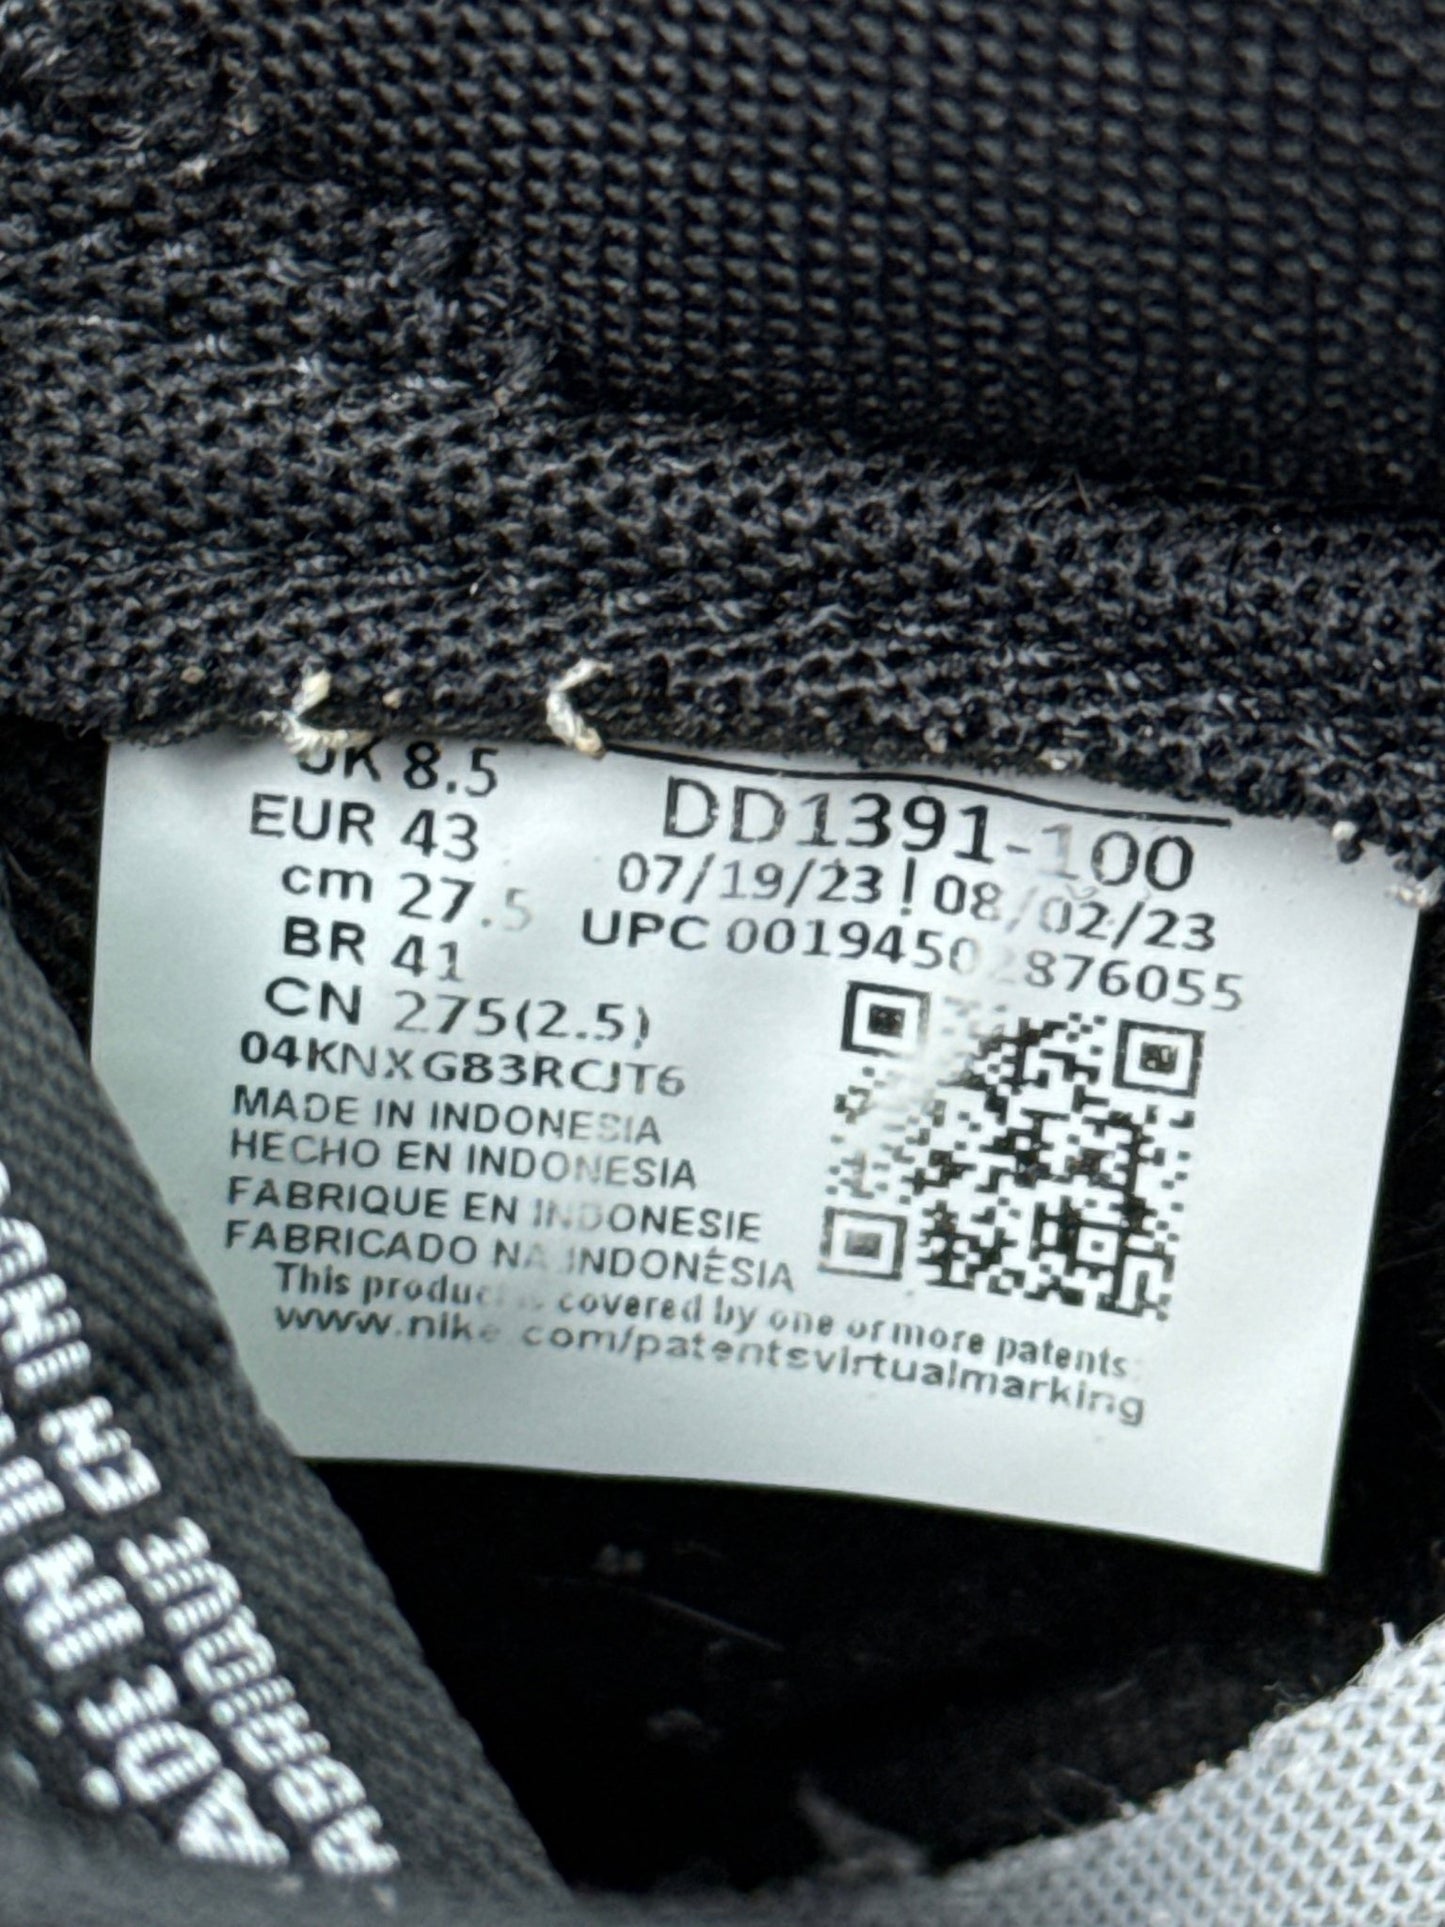 UK 8.5
EUR 43
cm 27.5
BR 41
CN 275(2.5)
04KNXGB3RCJT6
MADE IN INDONESIA
HECHO EN INDONESIA
FABRIQUE EN INDONESIE
FABRICADO NA INDONÉSIA
This product is covered by one or more patents:
www.nike.com/patentsvirtualmarking
DD1391-100
07/19/23 ! 08/02/23
UPC 00194502876055